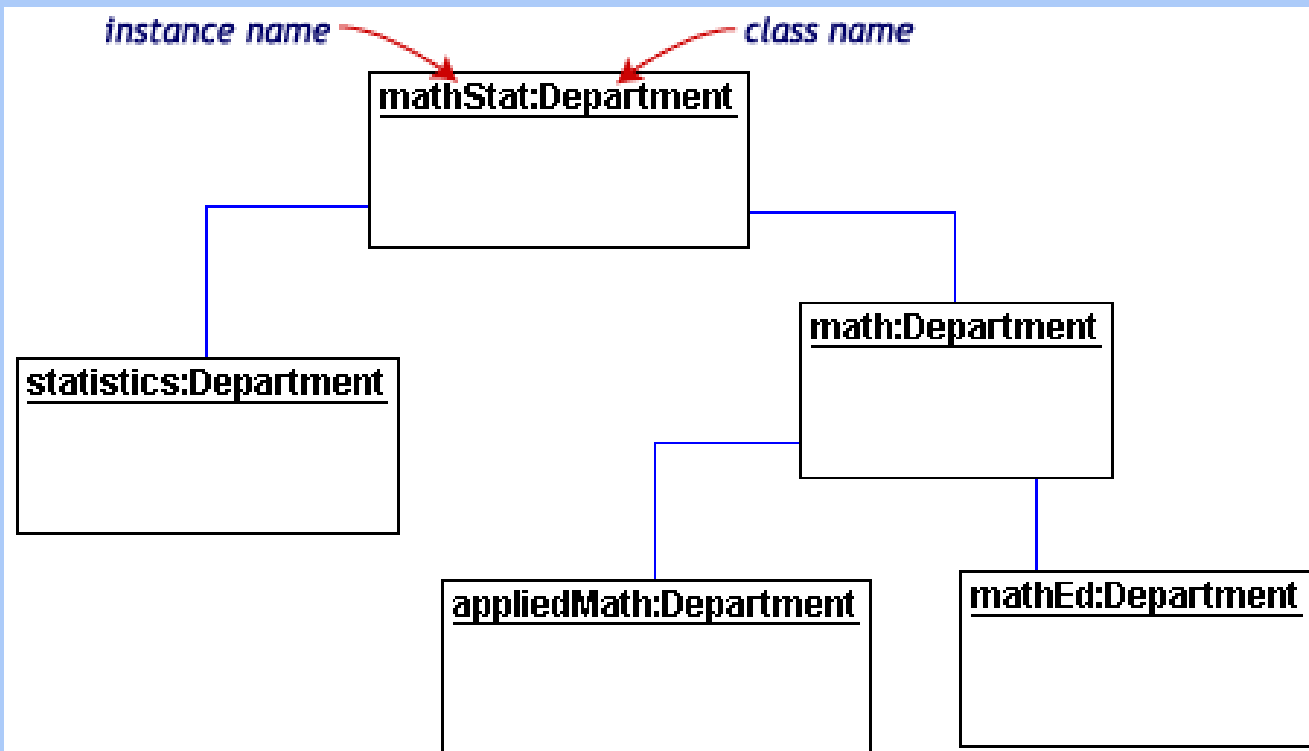 instance name
class name
mathStat:Department
math:Department
statistics:Department
appliedMath:Department
mathEd:Department